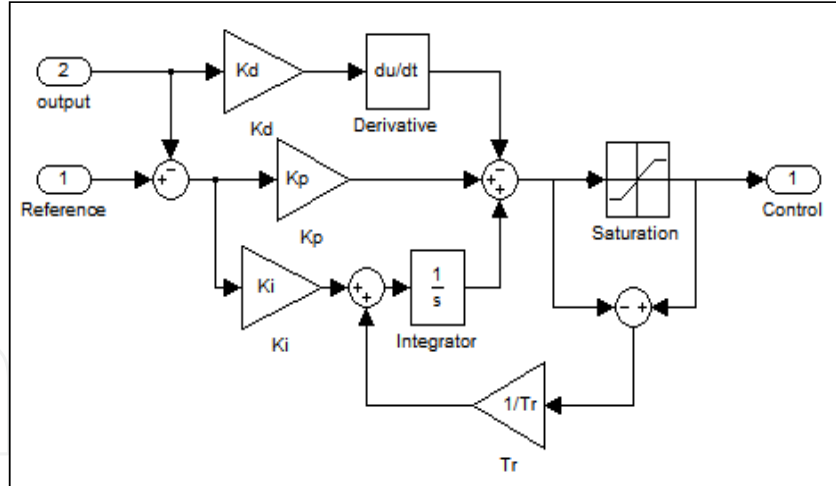 2
output
Kd
Kd
du/dt
Derivative
1
Reference
-
+
Kp
Kp
-
+
+
Saturation
1
Control
Ki
Ki
+
+
1
s
Integrator
- +
1/Tr
Tr